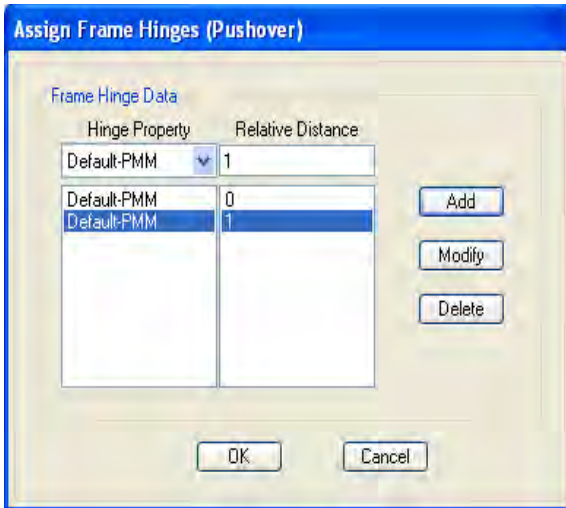 Assign Frame Hinges (Pushover)
Frame Hinge Data
Hinge Property Relative Distance
Default-PMM 1
Default-PMM 0
Default-PMM 1
Add
Modify
Delete
OK Cancel